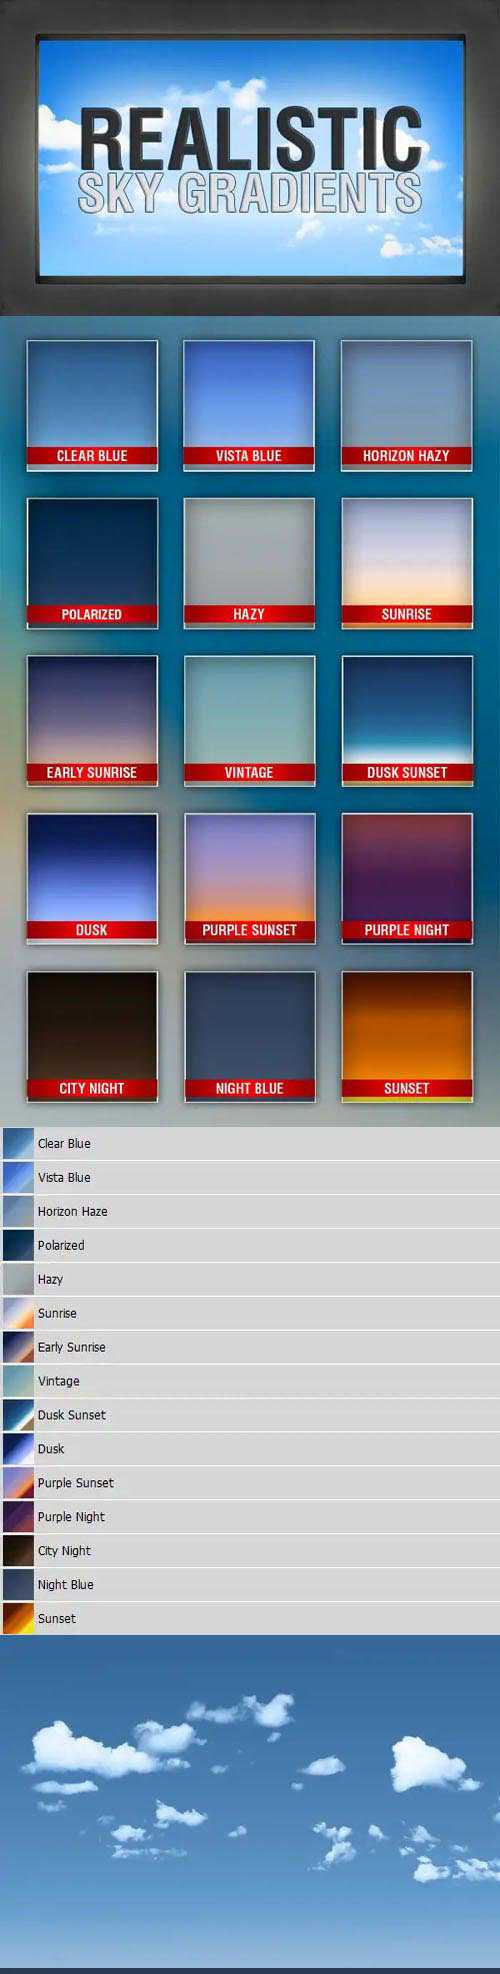 REALISTIC
SKY GRADIENTS
CLEAR BLUE
VISTA BLUE
HORIZON HAZY
POLARIZED
HAZY
SUNRISE
EARLY SUNRISE
VINTAGE
DUSK SUNSET
DUSK
PURPLE SUNSET
PURPLE NIGHT
CITY NIGHT
NIGHT BLUE
SUNSET
Clear Blue
Vista Blue
Horizon Haze
Polarized
Hazy
Sunrise
Early Sunrise
Vintage
Dusk Sunset
Dusk
Purple Sunset
Purple Night
City Night
Night Blue
Sunset